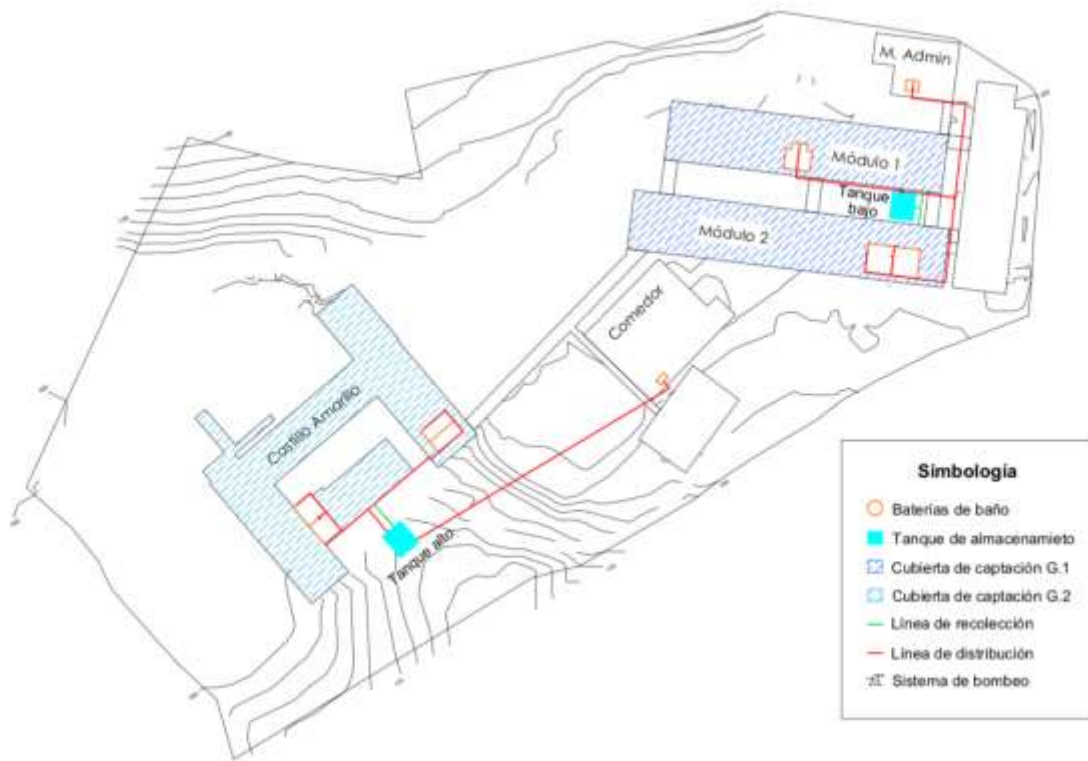 M. Admin
Módulo 1
Tanque
bajo
Módulo 2
Comedor
Castillo Amarillo
Tanque alto
Simbología
Baterías de baño
Tanque de almacenamieto
Cubierta de captación G.1
Cubierta de captación G.2
Línea de recolección
Línea de distribución
Sistema de bombeo